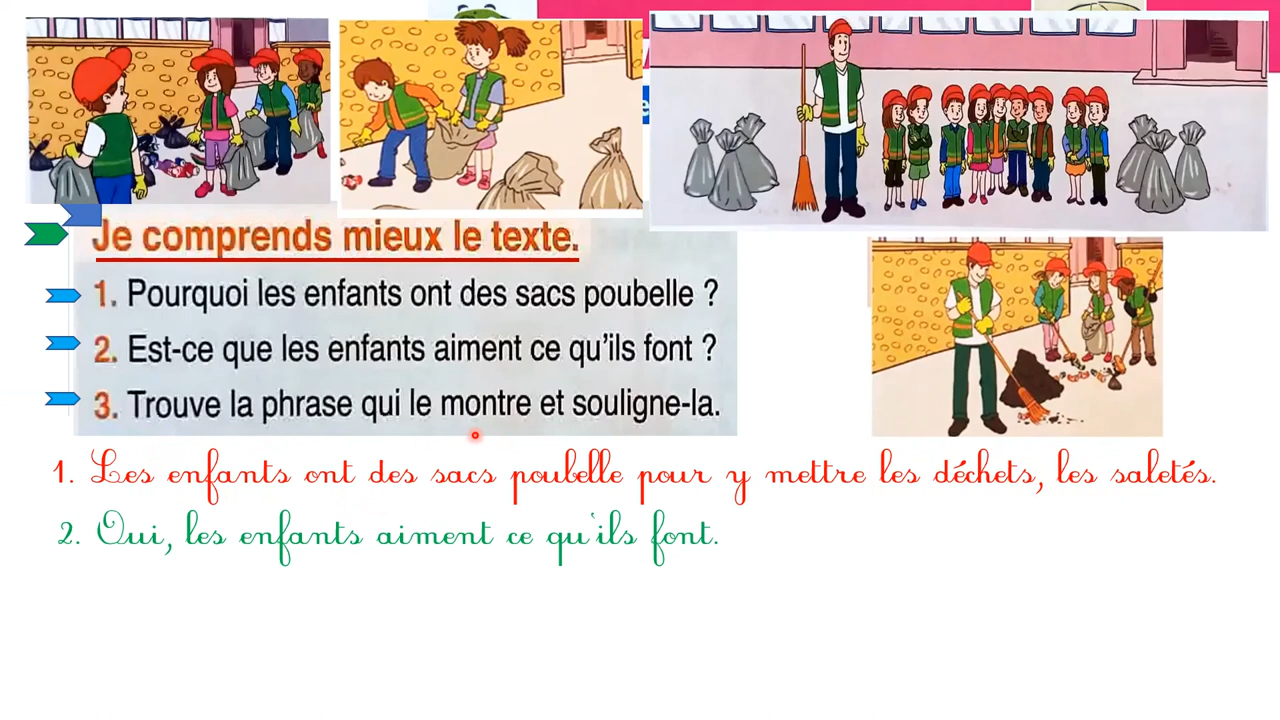 Je comprends mieux le texte.
1. Pourquoi les enfants ont des sacs poubelle ?
2. Est-ce que les enfants aiment ce qu'ils font ?
3. Trouve la phrase qui le montre et souligne-la.
1. Les enfants ont des sacs poubelle pour y mettre les déchets, les saletés.
2. Oui, les enfants aiment ce qu'ils font.